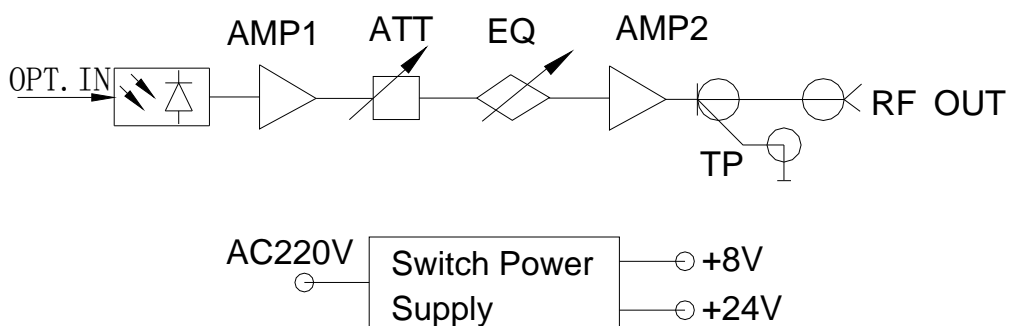 AMP1
ATT
EQ
AMP2
OPT. IN
RF OUT
TP
AC220V
Switch Power
Supply
+8V
+24V